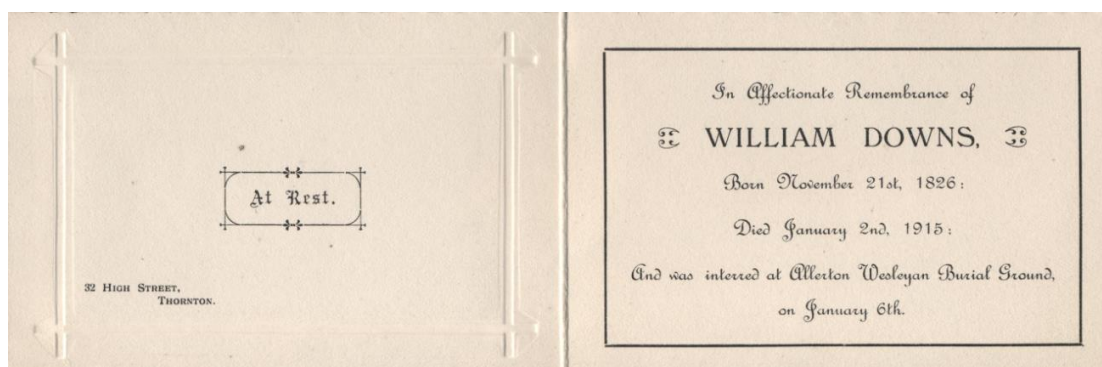 At Rest.
32 High Street,
Thornton.
In Affectionate Remembrance of
WILLIAM DOWNS,
Born November 21st, 1826:
Died January 2nd, 1915:
And was interred at Allerton Wesleyan Burial Ground,
on January 6th.